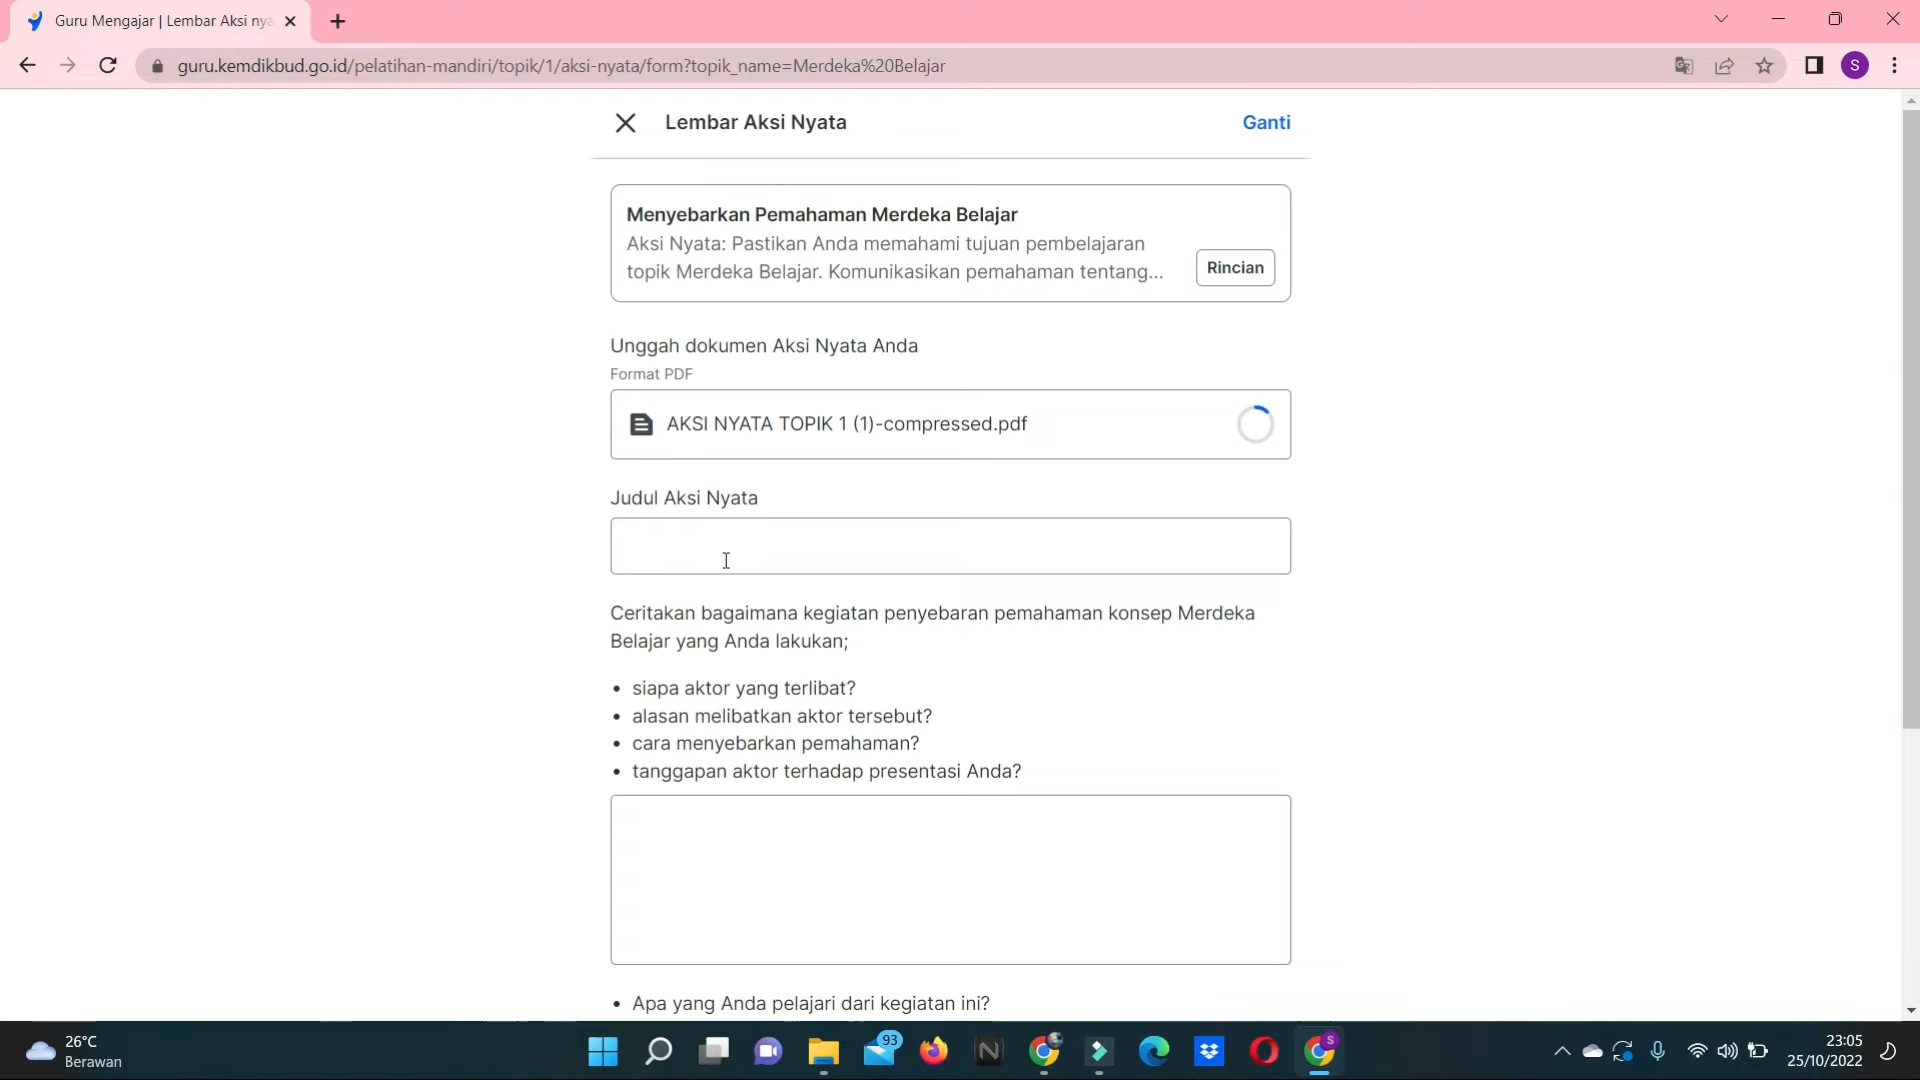 Guru Mengajar | Lembar Aksi nya
guru.kemdikbud.go.id/pelatihan-mandiri/topik/1/aksi-nyata/form?topik_name=Merdeka%20Belajar
S
Lembar Aksi Nyata
Ganti
Menyebarkan Pemahaman Merdeka Belajar
Aksi Nyata: Pastikan Anda memahami tujuan pembelajaran
topik Merdeka Belajar. Komunikasikan pemahaman tentang...
Rincian
Unggah dokumen Aksi Nyata Anda
Format PDF
AKSI NYATA TOPIK 1 (1)-compressed.pdf
Judul Aksi Nyata
Ceritakan bagaimana kegiatan penyebaran pemahaman konsep Merdeka
Belajar yang Anda lakukan;
• siapa aktor yang terlibat?
• alasan melibatkan aktor tersebut?
• cara menyebarkan pemahaman?
• tanggapan aktor terhadap presentasi Anda?
• Apa yang Anda pelajari dari kegiatan ini?
26°C
Berawan
93
N
S
23:05
25/10/2022